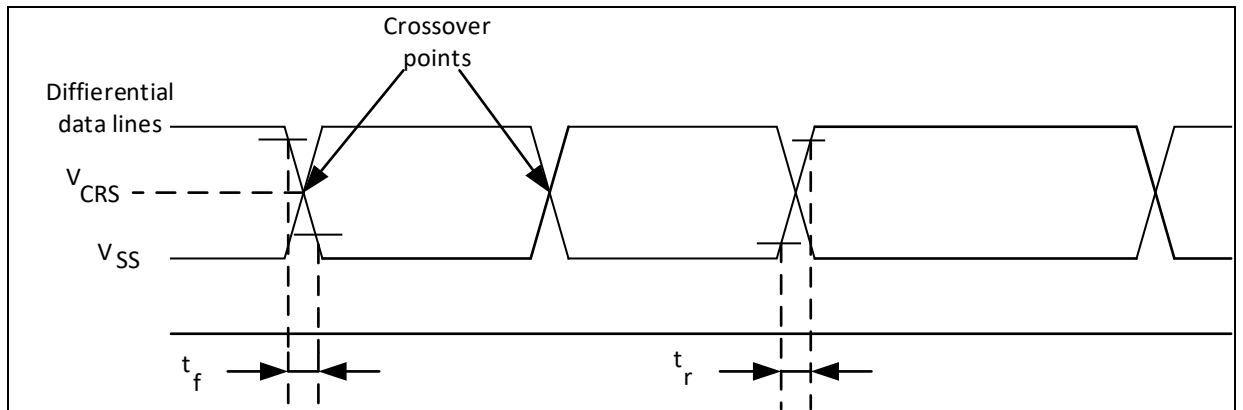 Crossover
points
Diffierential
data lines
V
CRS
V SS
t f
t r